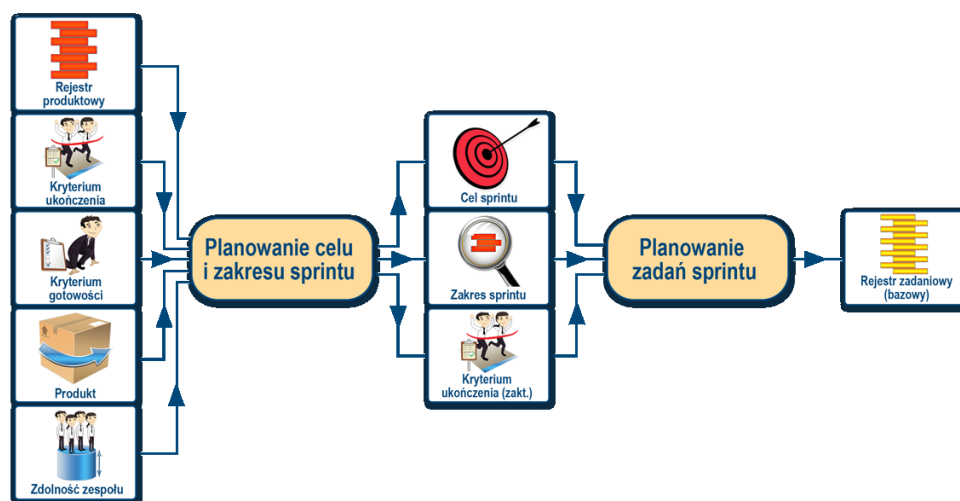 Rejestr
produktowy
Kryterium
ukończenia
Kryterium
gotowości
Produkt
Zdolność zespołu
Planowanie celu
i zakresu sprintu
Cel sprintu
Zakres sprintu
Kryterium
ukończenia (zakt.)
Planowanie
zadań sprintu
Rejestr zadaniowy
(bazowy)